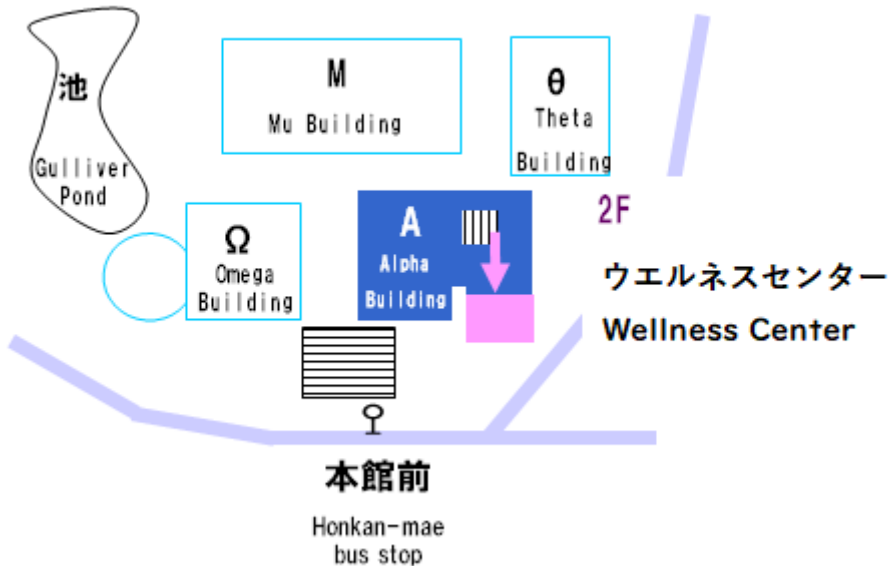 池
Gulliver
Pond
M
Mu Building
θ
Theta
Building
Ω
Omega
Building
A
Alpha
Building
2F
ウエルネスセンター
Wellness Center
本館前
Honkan-mae
bus stop